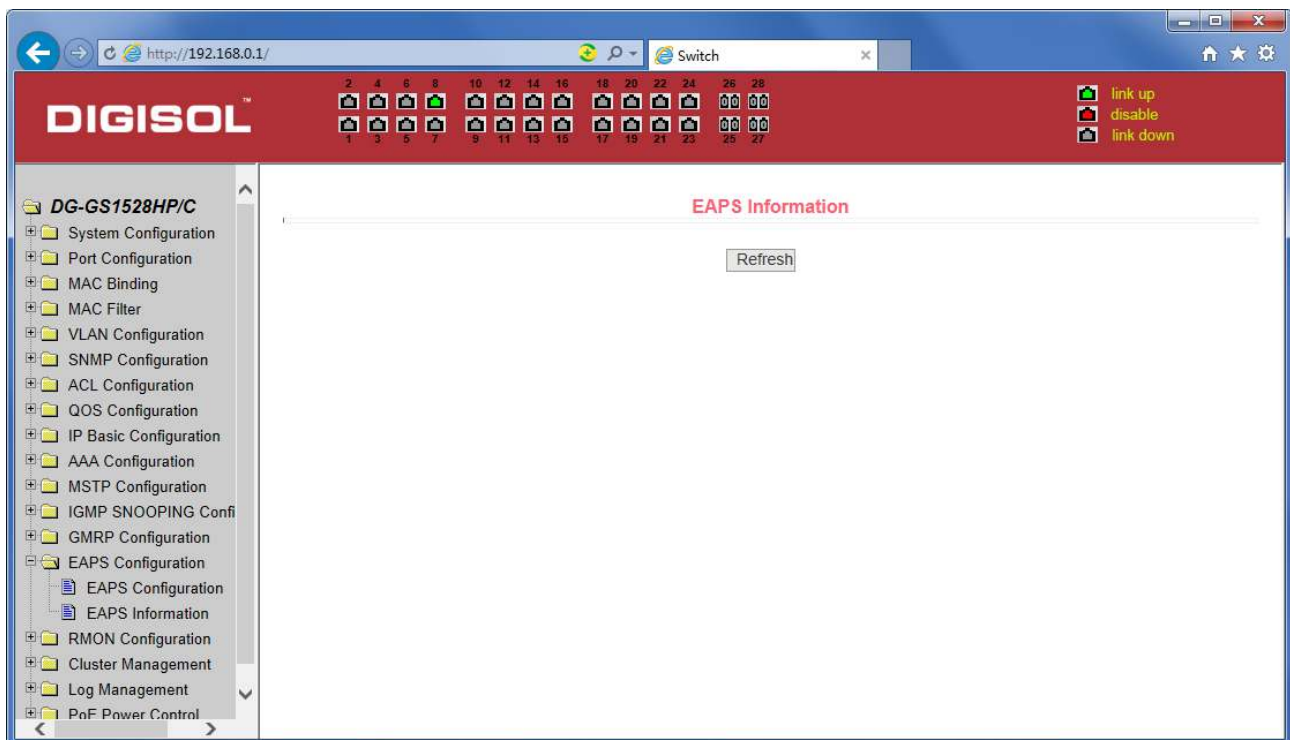 http://192.168.0.1/
Switch
DIGISOL™
2 4 6 8 10 12 14 16 18 20 22 24 26 28
1 3 5 7 9 11 13 15 17 19 21 23 25 27
link up
disable
link down
DG-GS1528HP/C
System Configuration
Port Configuration
MAC Binding
MAC Filter
VLAN Configuration
SNMP Configuration
ACL Configuration
QOS Configuration
IP Basic Configuration
AAA Configuration
MSTP Configuration
IGMP SNOOPING Confi
GMRP Configuration
EAPS Configuration
EAPS Configuration
EAPS Information
RMON Configuration
Cluster Management
Log Management
PoE Power Control
EAPS Information
Refresh